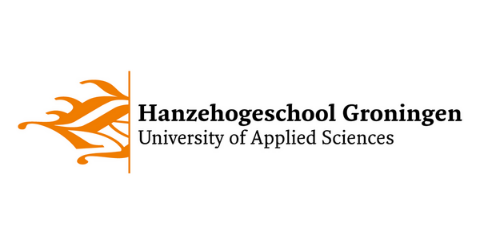 Hanzehogeschool Groningen
University of Applied Sciences